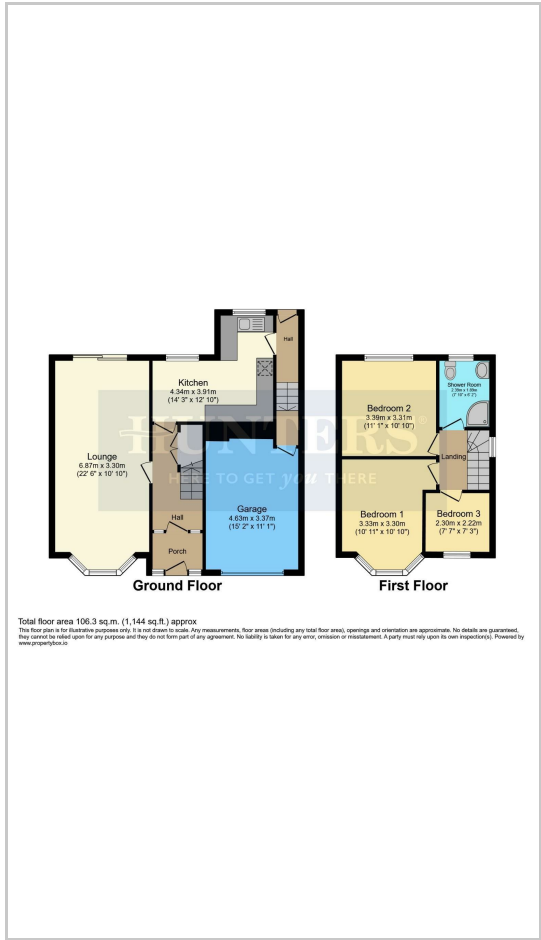 Hall
Kitchen
4.34m x 3.91m
(14' 3" x 12' 10")
Lounge
6.87m x 3.30m
(22' 6" x 10' 10")
Garage
4.63m x 3.37m
(15' 2" x 11' 1")
Hall
Porch
Ground Floor
Shower Room
2.39m x 1.89m
(7' 10" x 6' 2")
Bedroom 2
3.39m x 3.31m
(11' 1" x 10' 10")
Landing
Bedroom 1
3.33m x 3.30m
(10' 11" x 10' 10")
Bedroom 3
2.30m x 2.22m
(7' 7" x 7' 3")
First Floor
HUNTERS
HERE TO GET you THERE
Total floor area 106.3 sq.m. (1,144 sq.ft.) approx
This floor plan is for illustrative purposes only. It is not drawn to scale. Any measurements, floor areas (including any total floor area), openings and orientation are approximate. No details are guaranteed,
they cannot be relied upon for any purpose and they do not form part of any agreement. No liability is taken for any error, omission or misstatement. A party must rely upon its own inspection(s). Powered by
www.propertybox.io